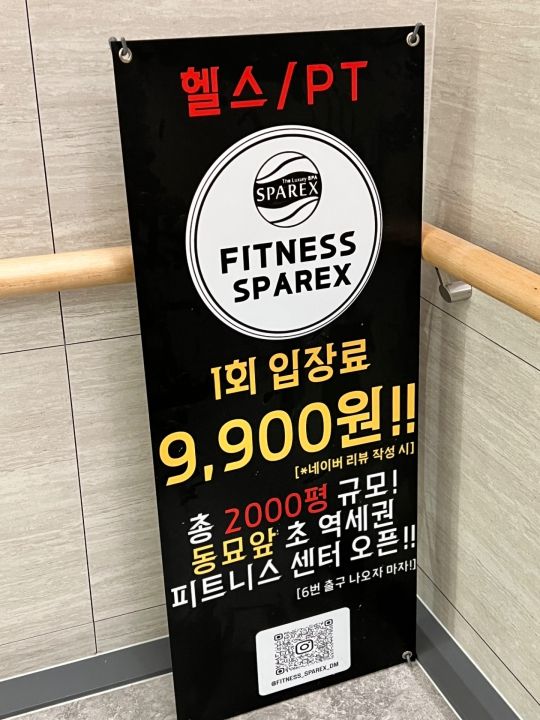 헬스/PT
The Luxury SPA
SPAREX
FITNESS
SPAREX
1회 입장료
9,900원!!
[*네이버 리뷰 작성 시]
총 2000평 규모!
동묘앞 초 역세권
피트니스 센터 오픈!!
[6번 출구 나오자 마자!]
@FITNESS_SPAREX_DM